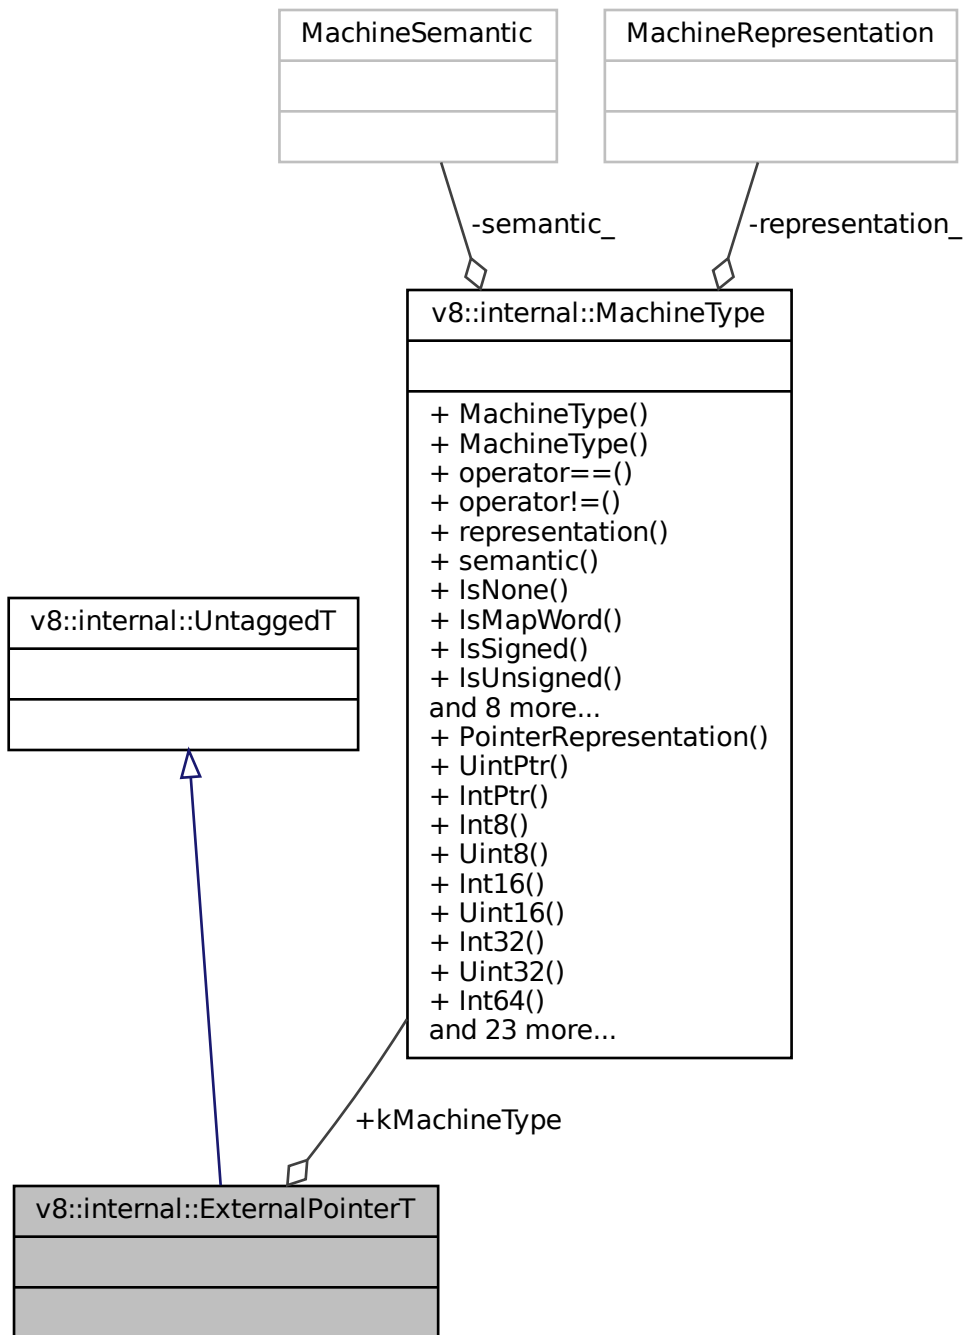 MachineSemantic
MachineRepresentation
-semantic_
-representation_
v8::internal::MachineType
+ MachineType()
+ MachineType()
+ operator==()
+ operator!=()
+ representation()
+ semantic()
+ IsNone()
+ IsMapWord()
+ IsSigned()
+ IsUnsigned()
and 8 more...
+ PointerRepresentation()
+ UintPtr()
+ IntPtr()
+ Int8()
+ Uint8()
+ Int16()
+ Uint16()
+ Int32()
+ Uint32()
+ Int64()
and 23 more...
v8::internal::UntaggedT
+kMachineType
v8::internal::ExternalPointerT